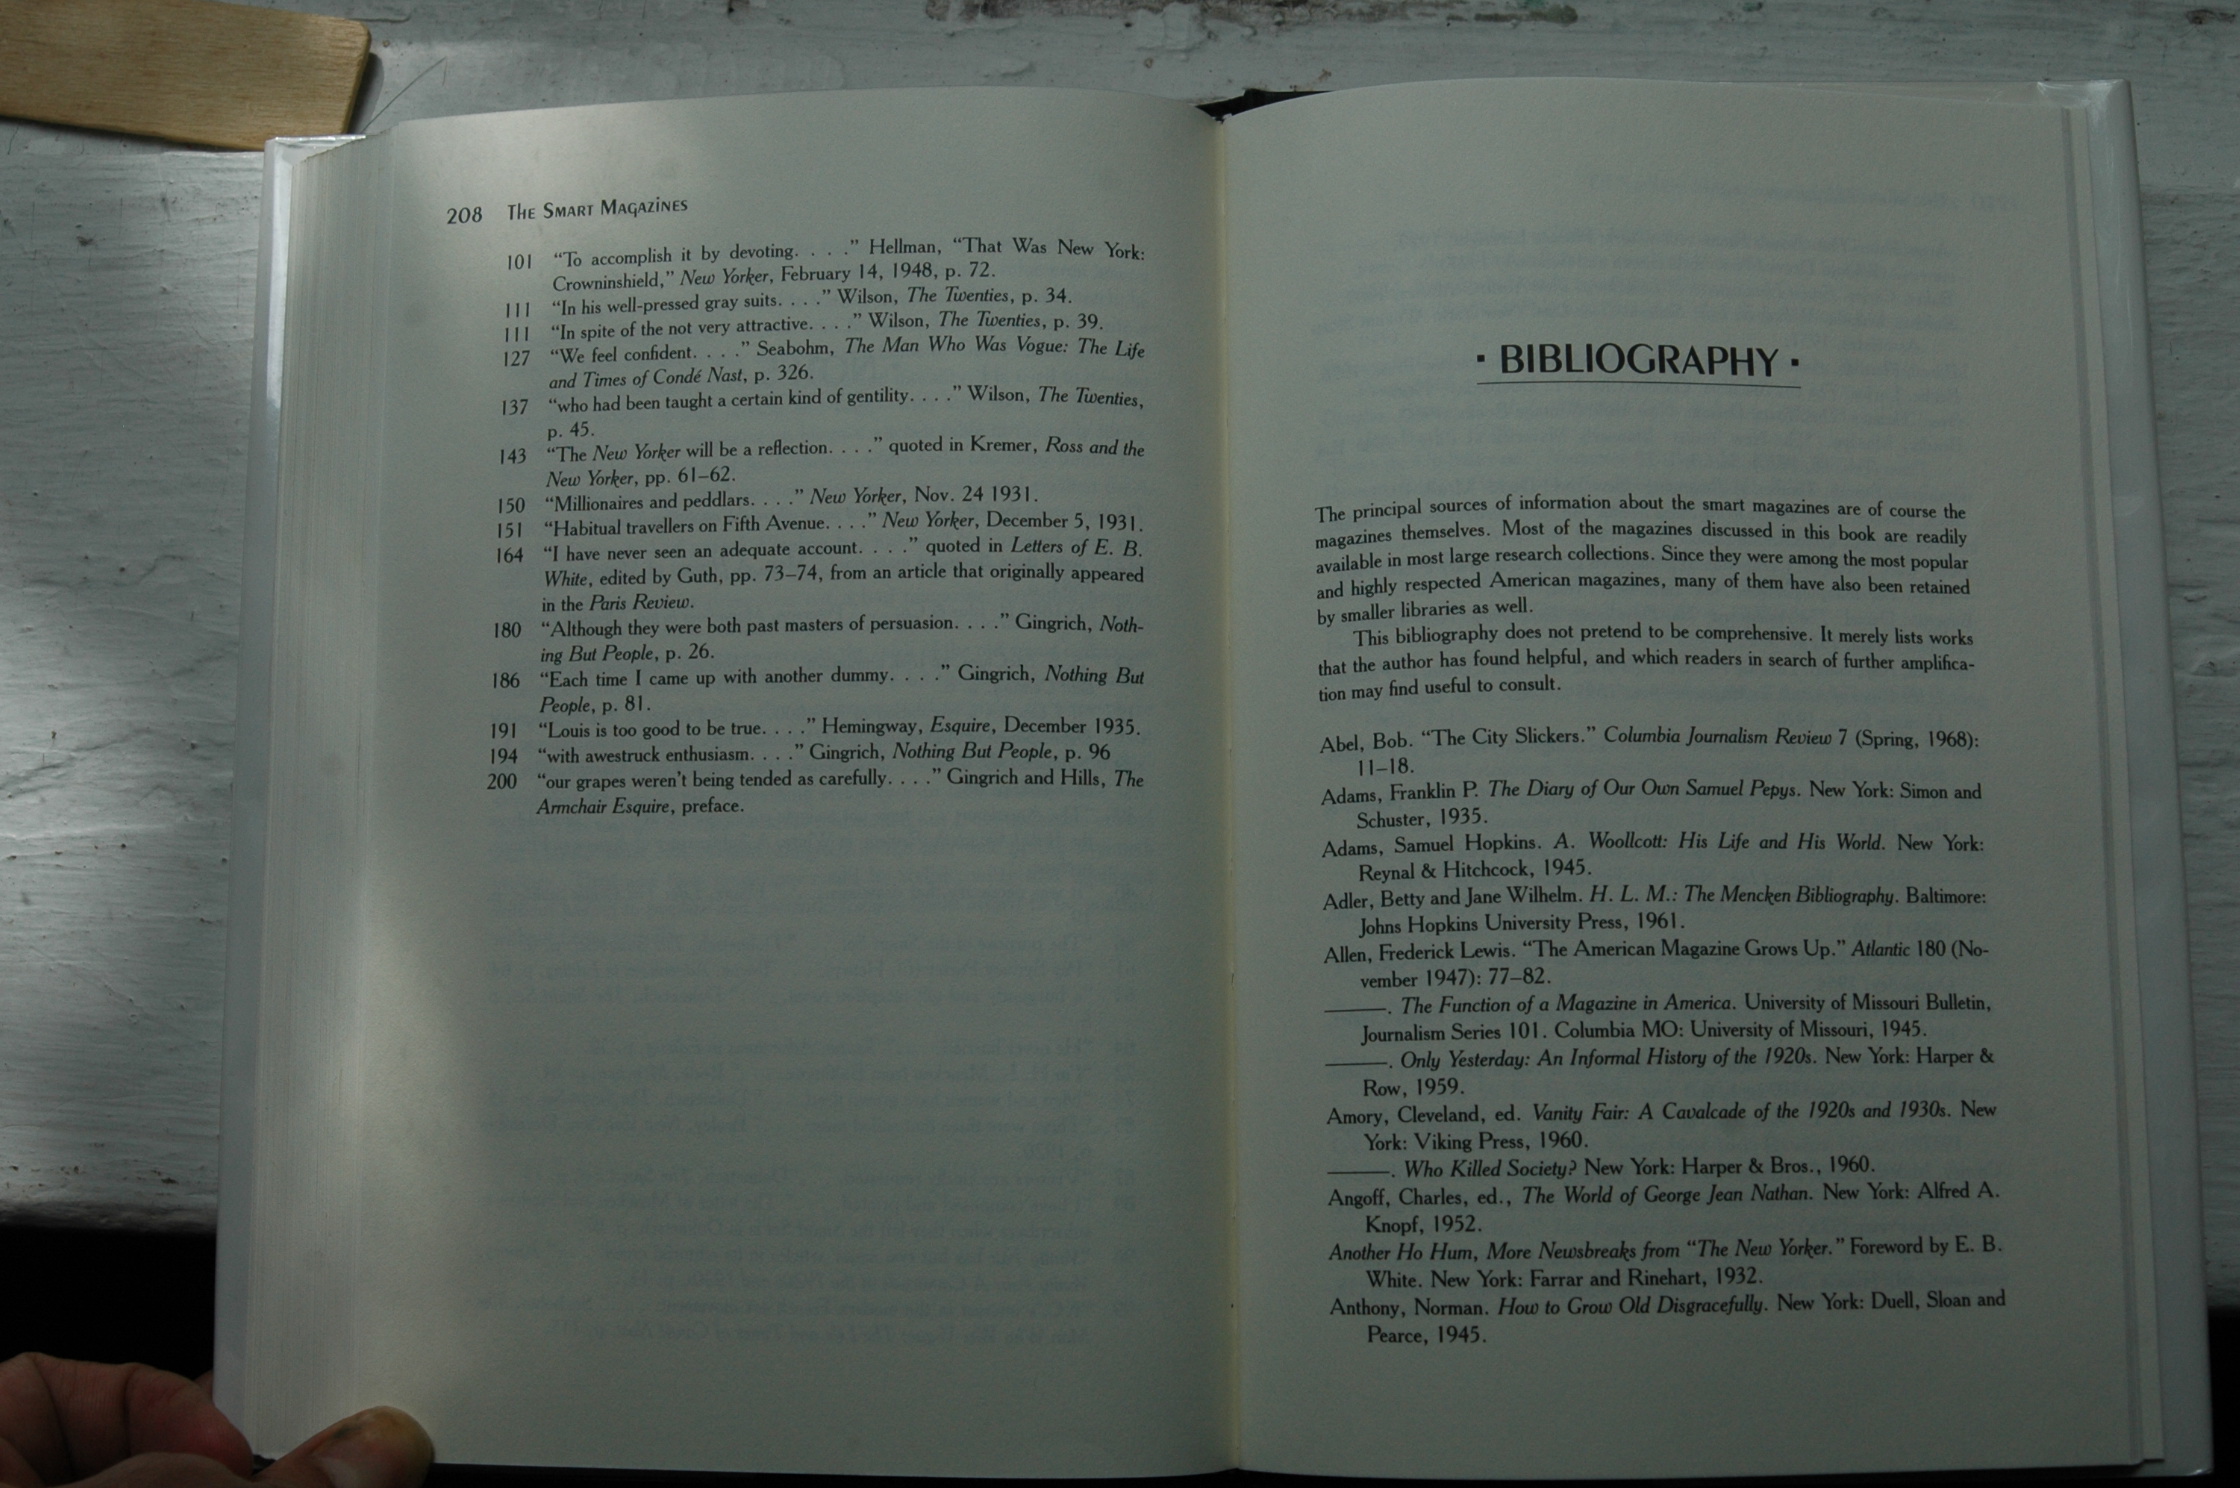 208 THE SMART MAGAZINES
101 “To accomplish it by devoting. . . .” Hellman, “That Was New York:
Crowninshield,” New Yorker, February 14, 1948, p. 72.
111 “In his well-pressed gray suits. . . .” Wilson, The Twenties, p. 34.
111 “In spite of the not very attractive. . . .” Wilson, The Twenties, p. 39.
127 “We feel confident. . . .” Seabohm, The Man Who Was Vogue: The Life
and Times of Condé Nast, p. 326.
137 “who had been taught a certain kind of gentility. . . .” Wilson, The Twenties,
p. 45.
143 “The New Yorker will be a reflection. . . .” quoted in Kremer, Ross and the
New Yorker, pp. 61–62.
150 “Millionaires and peddlars. . . .” New Yorker, Nov. 24 1931.
151 “Habitual travellers on Fifth Avenue. . . .” New Yorker, December 5, 1931.
164 “I have never seen an adequate account. . . .” quoted in Letters of E. B.
White, edited by Guth, pp. 73–74, from an article that originally appeared
in the Paris Review.
180 “Although they were both past masters of persuasion. . . .” Gingrich, Noth-
ing But People, p. 26.
186 “Each time I came up with another dummy. . . .” Gingrich, Nothing But
People, p. 81.
191 “Louis is too good to be true. . . .” Hemingway, Esquire, December 1935.
194 “with awestruck enthusiasm. . . .” Gingrich, Nothing But People, p. 96
200 “our grapes weren’t being tended as carefully. . . .” Gingrich and Hills, The
Armchair Esquire, preface.
• BIBLIOGRAPHY •
The principal sources of information about the smart magazines are of course the
magazines themselves. Most of the magazines discussed in this book are readily
available in most large research collections. Since they were among the most popular
and highly respected American magazines, many of them have also been retained
by smaller libraries as well.
This bibliography does not pretend to be comprehensive. It merely lists works
that the author has found helpful, and which readers in search of further amplifica-
tion may find useful to consult.
Abel, Bob. “The City Slickers.” Columbia Journalism Review 7 (Spring, 1968):
11–18.
Adams, Franklin P. The Diary of Our Own Samuel Pepys. New York: Simon and
Schuster, 1935.
Adams, Samuel Hopkins. A. Woollcott: His Life and His World. New York:
Reynal & Hitchcock, 1945.
Adler, Betty and Jane Wilhelm. H. L. M.: The Mencken Bibliography. Baltimore:
Johns Hopkins University Press, 1961.
Allen, Frederick Lewis. “The American Magazine Grows Up.” Atlantic 180 (No-
vember 1947): 77–82.
———. The Function of a Magazine in America. University of Missouri Bulletin,
Journalism Series 101. Columbia MO: University of Missouri, 1945.
———. Only Yesterday: An Informal History of the 1920s. New York: Harper &
Row, 1959.
Amory, Cleveland, ed. Vanity Fair: A Cavalcade of the 1920s and 1930s. New
York: Viking Press, 1960.
———. Who Killed Society? New York: Harper & Bros., 1960.
Angoff, Charles, ed., The World of George Jean Nathan. New York: Alfred A.
Knopf, 1952.
Another Ho Hum, More Newsbreaks from “The New Yorker.” Foreword by E. B.
White. New York: Farrar and Rinehart, 1932.
Anthony, Norman. How to Grow Old Disgracefully. New York: Duell, Sloan and
Pearce, 1945.